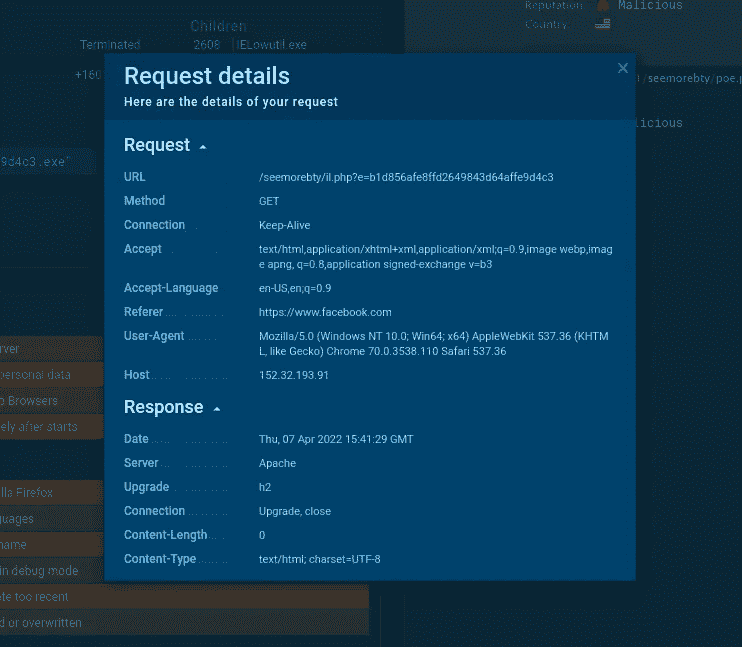 Children
Reputation
Malicious
Terminated
2608
IELowutil.exe
Country
+160
/seemorebty/poe.p
licious
9d4c3.exe"
Request details
Here are the details of your request
Request
URL /seemorebty/il.php?e=b1d856afe8ffd2649843d64affe9d4c3
Method GET
Connection Keep-Alive
Accept text/html,application/xhtml+xml,application/xml;q=0.9,image webp,imag
e apng, q=0.8,application signed-exchange v=b3
Accept-Language en-US,en;q=0.9
Referer https://www.facebook.com
User-Agent Mozilla/5.0 (Windows NT 10.0; Win64; x64) AppleWebKit 537.36 (KHTM
L, like Gecko) Chrome 70.0.3538.110 Safari 537.36
Host 152.32.193.91
Response
Date Thu, 07 Apr 2022 15:41:29 GMT
Server Apache
Upgrade h2
Connection Upgrade, close
Content-Length 0
Content-Type text/html; charset=UTF-8
rver
personal data
o Browsers
ely after starts
lla Firefox
guages
name
in debug mode
te too recent
d or overwritten